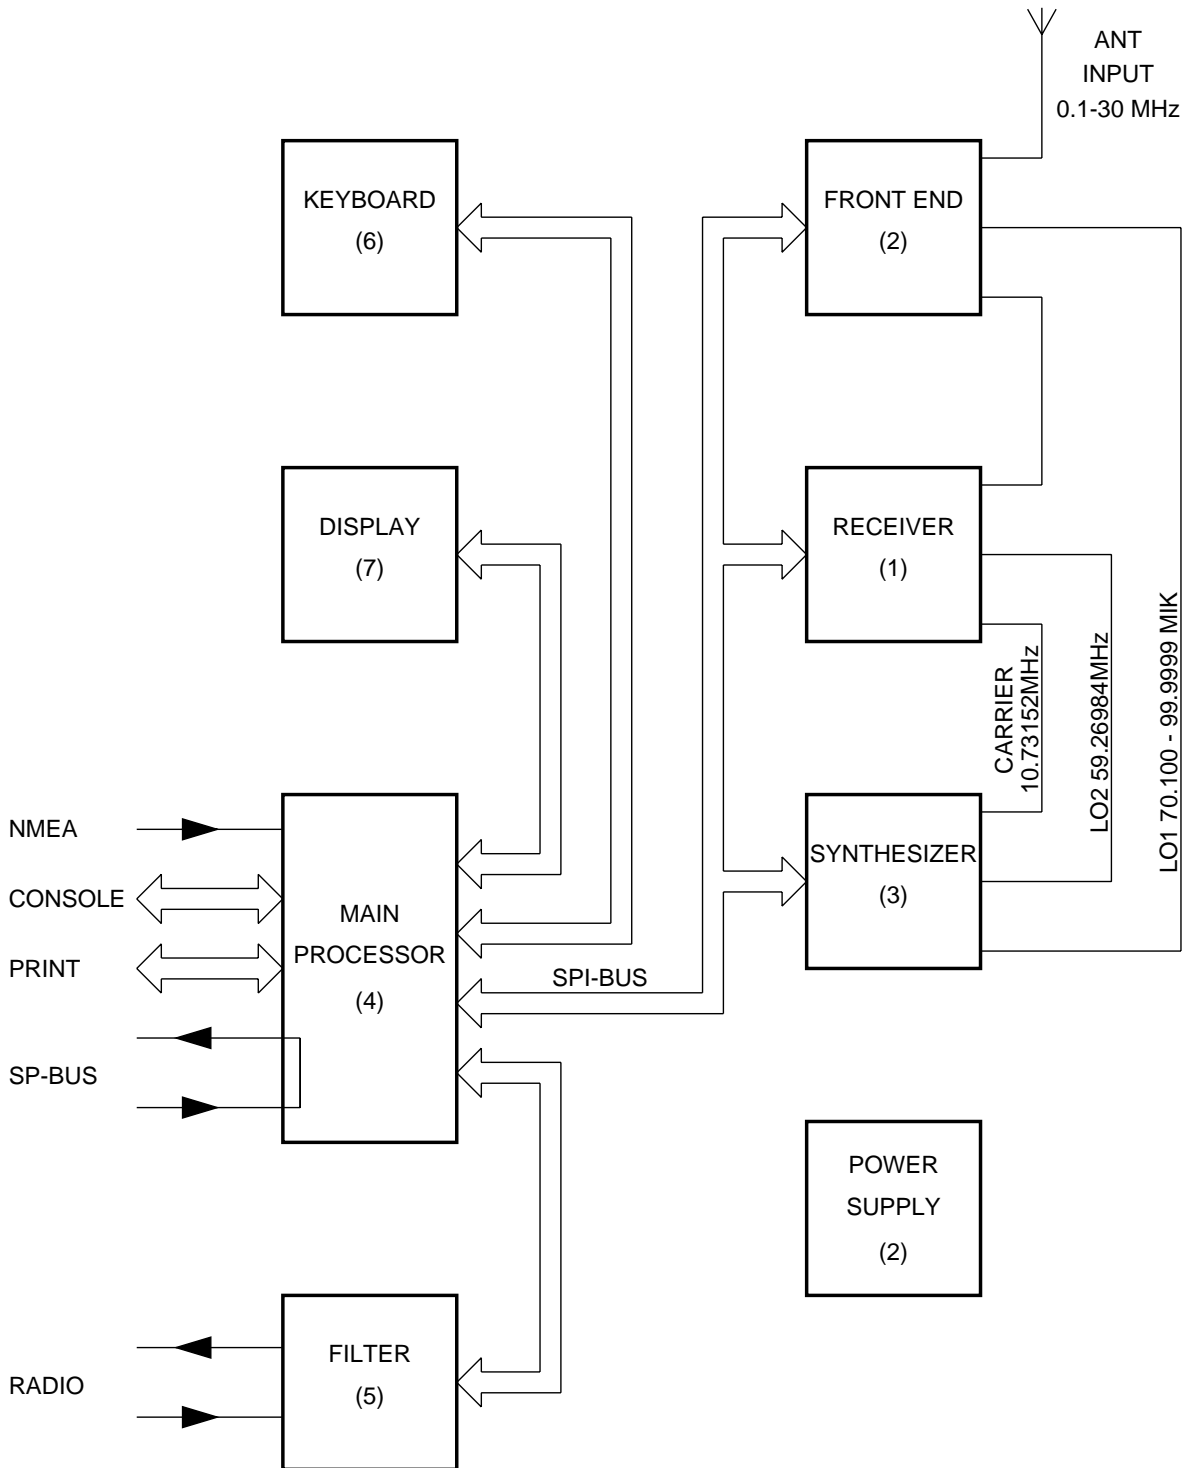 ANT
INPUT
0.1-30 MHz
KEYBOARD
(6)
FRONT END
(2)
DISPLAY
(7)
RECEIVER
(1)
CARRIER
10.73152MHz
LO2 59.26984MHz
LO1 70.100 - 99.9999 MIK
NMEA
CONSOLE
PRINT
SP-BUS
MAIN
PROCESSOR
(4)
SPI-BUS
SYNTHESIZER
(3)
POWER
SUPPLY
(2)
RADIO
FILTER
(5)